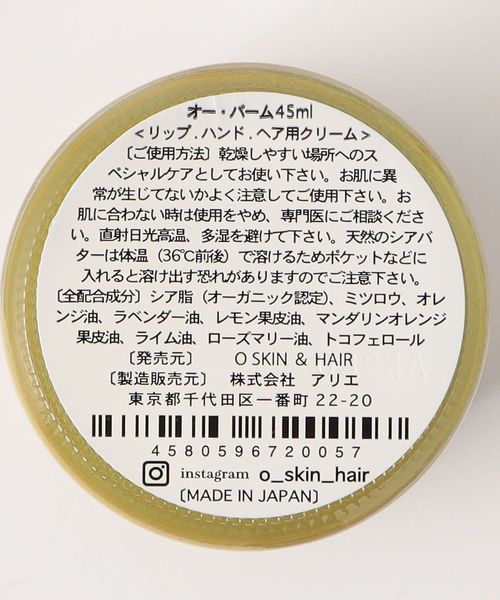 オー・バーム45ml
<リップ.ハンド.ヘア用クリーム>
〔ご使用方法〕乾燥しやすい場所へのス
ペシャルケアとしてお使い下さい。お肌に異
常が生じてないかよく注意してご使用下さい。お
肌に合わない時は使用をやめ、専門医にご相談くださ
い。直射日光高温、多湿を避けて下さい。天然のシアバ
ターは体温（36℃前後）で溶けるためポケットなどに
入れると溶け出す恐れがありますのでご注意下さい。
〔全配合成分〕シア脂（オーガニック認定）、ミツロウ、オレ
ンジ油、ラベンダー油、レモン果皮油、マンダリンオレンジ
果皮油、ライム油、ローズマリー油、トコフェロール
〔発売元〕 O SKIN & HAIR
〔製造販売元〕 株式会社 アリエ
東京都千代田区一番町 22-20
4580596720057
instagram o_skin_hair
〔MADE IN JAPAN〕